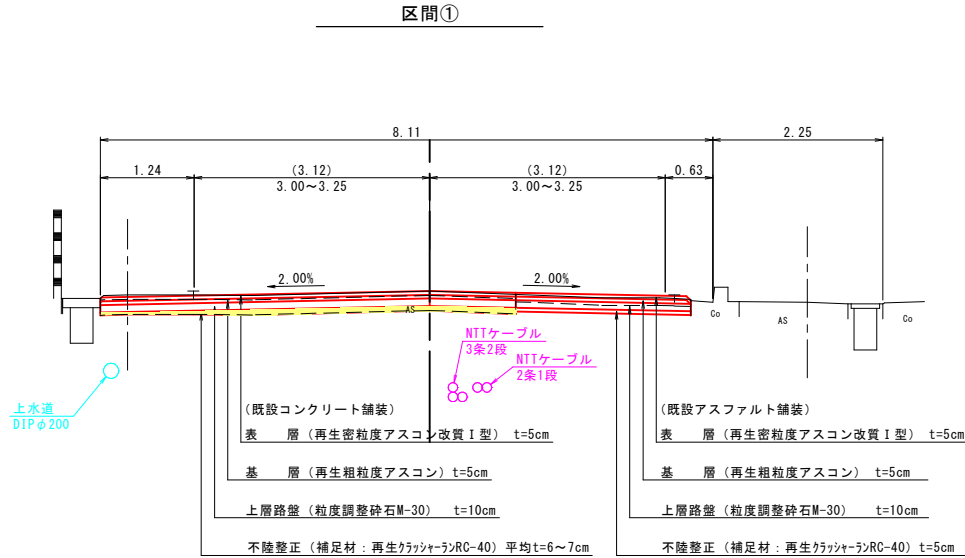 区間①
8.11
2.25
1.24
(3.12)
3.00～3.25
(3.12)
3.00～3.25
0.63
2.00%
2.00%
AS
Co
AS
Co
NTTケーブル
3条2段
NTTケーブル
2条1段
上水道
DIPφ200
(既設コンクリート舗装)
表　層（再生密粒度アスコン改質Ⅰ型） t=5cm
基　層（再生粗粒度アスコン）t=5cm
上層路盤（粒度調整砕石M-30） t=10cm
不陸整正（補足材：再生クラッシャーランRC-40）平均t=6～7cm
(既設アスファルト舗装)
表　層（再生密粒度アスコン改質Ⅰ型） t=5cm
基　層（再生粗粒度アスコン） t=5cm
上層路盤（粒度調整砕石M-30） t=10cm
不陸整正（補足材：再生クラッシャーランRC-40）t=5cm